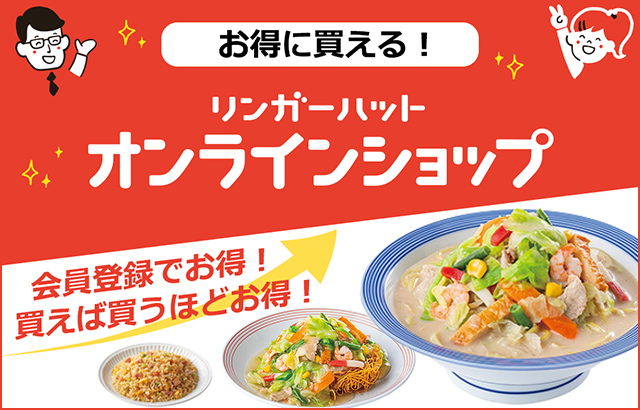 お得に買える！
リンガーハット
オンラインショップ
会員登録でお得！
買えば買うほどお得！